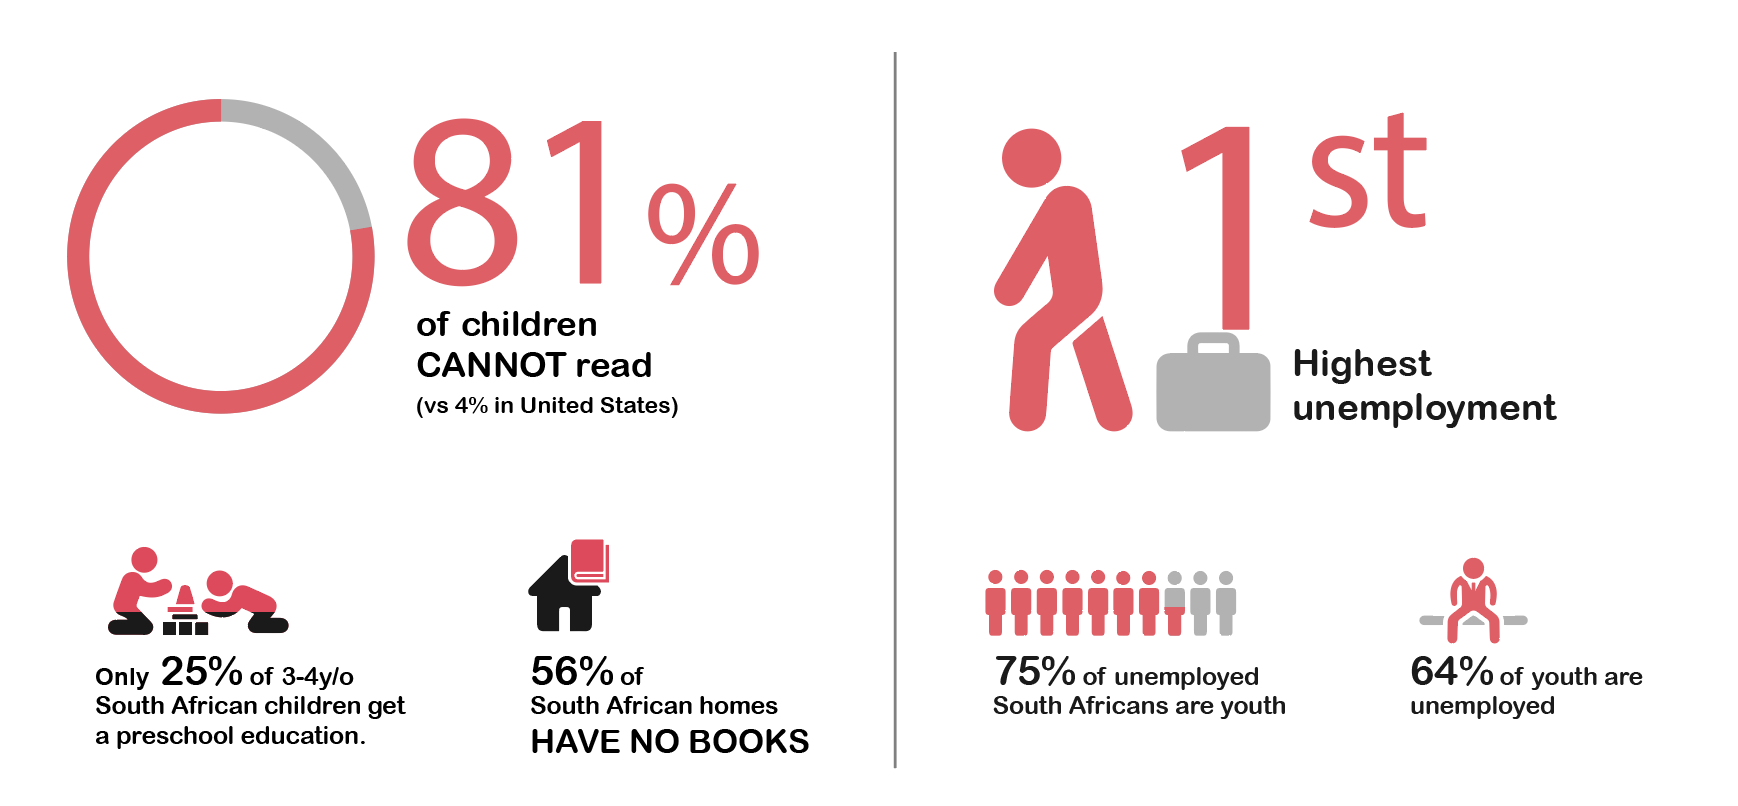 81%
of children
CANNOT read
(vs 4% in United States)
Only 25% of 3-4y/o
South African children get
a preschool education.
56% of
South African homes
HAVE NO BOOKS
1st
Highest
unemployment
75% of unemployed
South Africans are youth
64% of youth are
unemployed